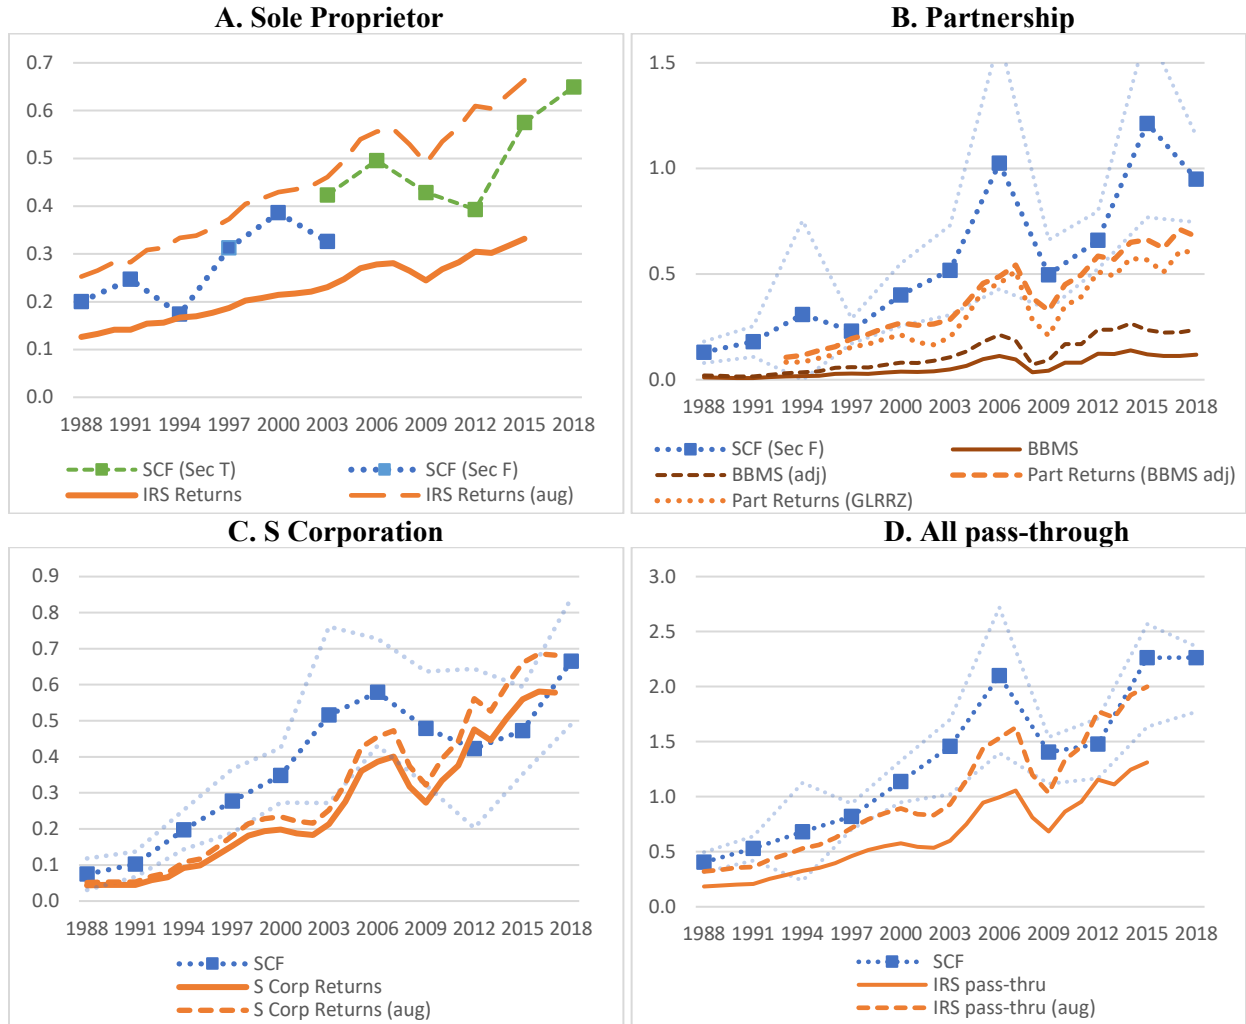 A. Sole Proprietor
0.7
0.6
0.5
0.4
0.3
0.2
0.1
0.0
1988 1991 1994 1997 2000 2003 2006 2009 2012 2015 2018
SCF (Sec T) SCF (Sec F)
IRS Returns IRS Returns (aug)
B. Partnership
1.5
1.0
0.5
0.0
1988 1991 1994 1997 2000 2003 2006 2009 2012 2015 2018
SCF (Sec F) BBMS
BBMS (adj) Part Returns (BBMS adj)
Part Returns (GLRRZ)
C. S Corporation
0.9
0.8
0.7
0.6
0.5
0.4
0.3
0.2
0.1
0.0
1988 1991 1994 1997 2000 2003 2006 2009 2012 2015 2018
SCF
S Corp Returns
S Corp Returns (aug)
D. All pass-through
3.0
2.5
2.0
1.5
1.0
0.5
0.0
1988 1991 1994 1997 2000 2003 2006 2009 2012 2015 2018
SCF
IRS pass-thru
IRS pass-thru (aug)